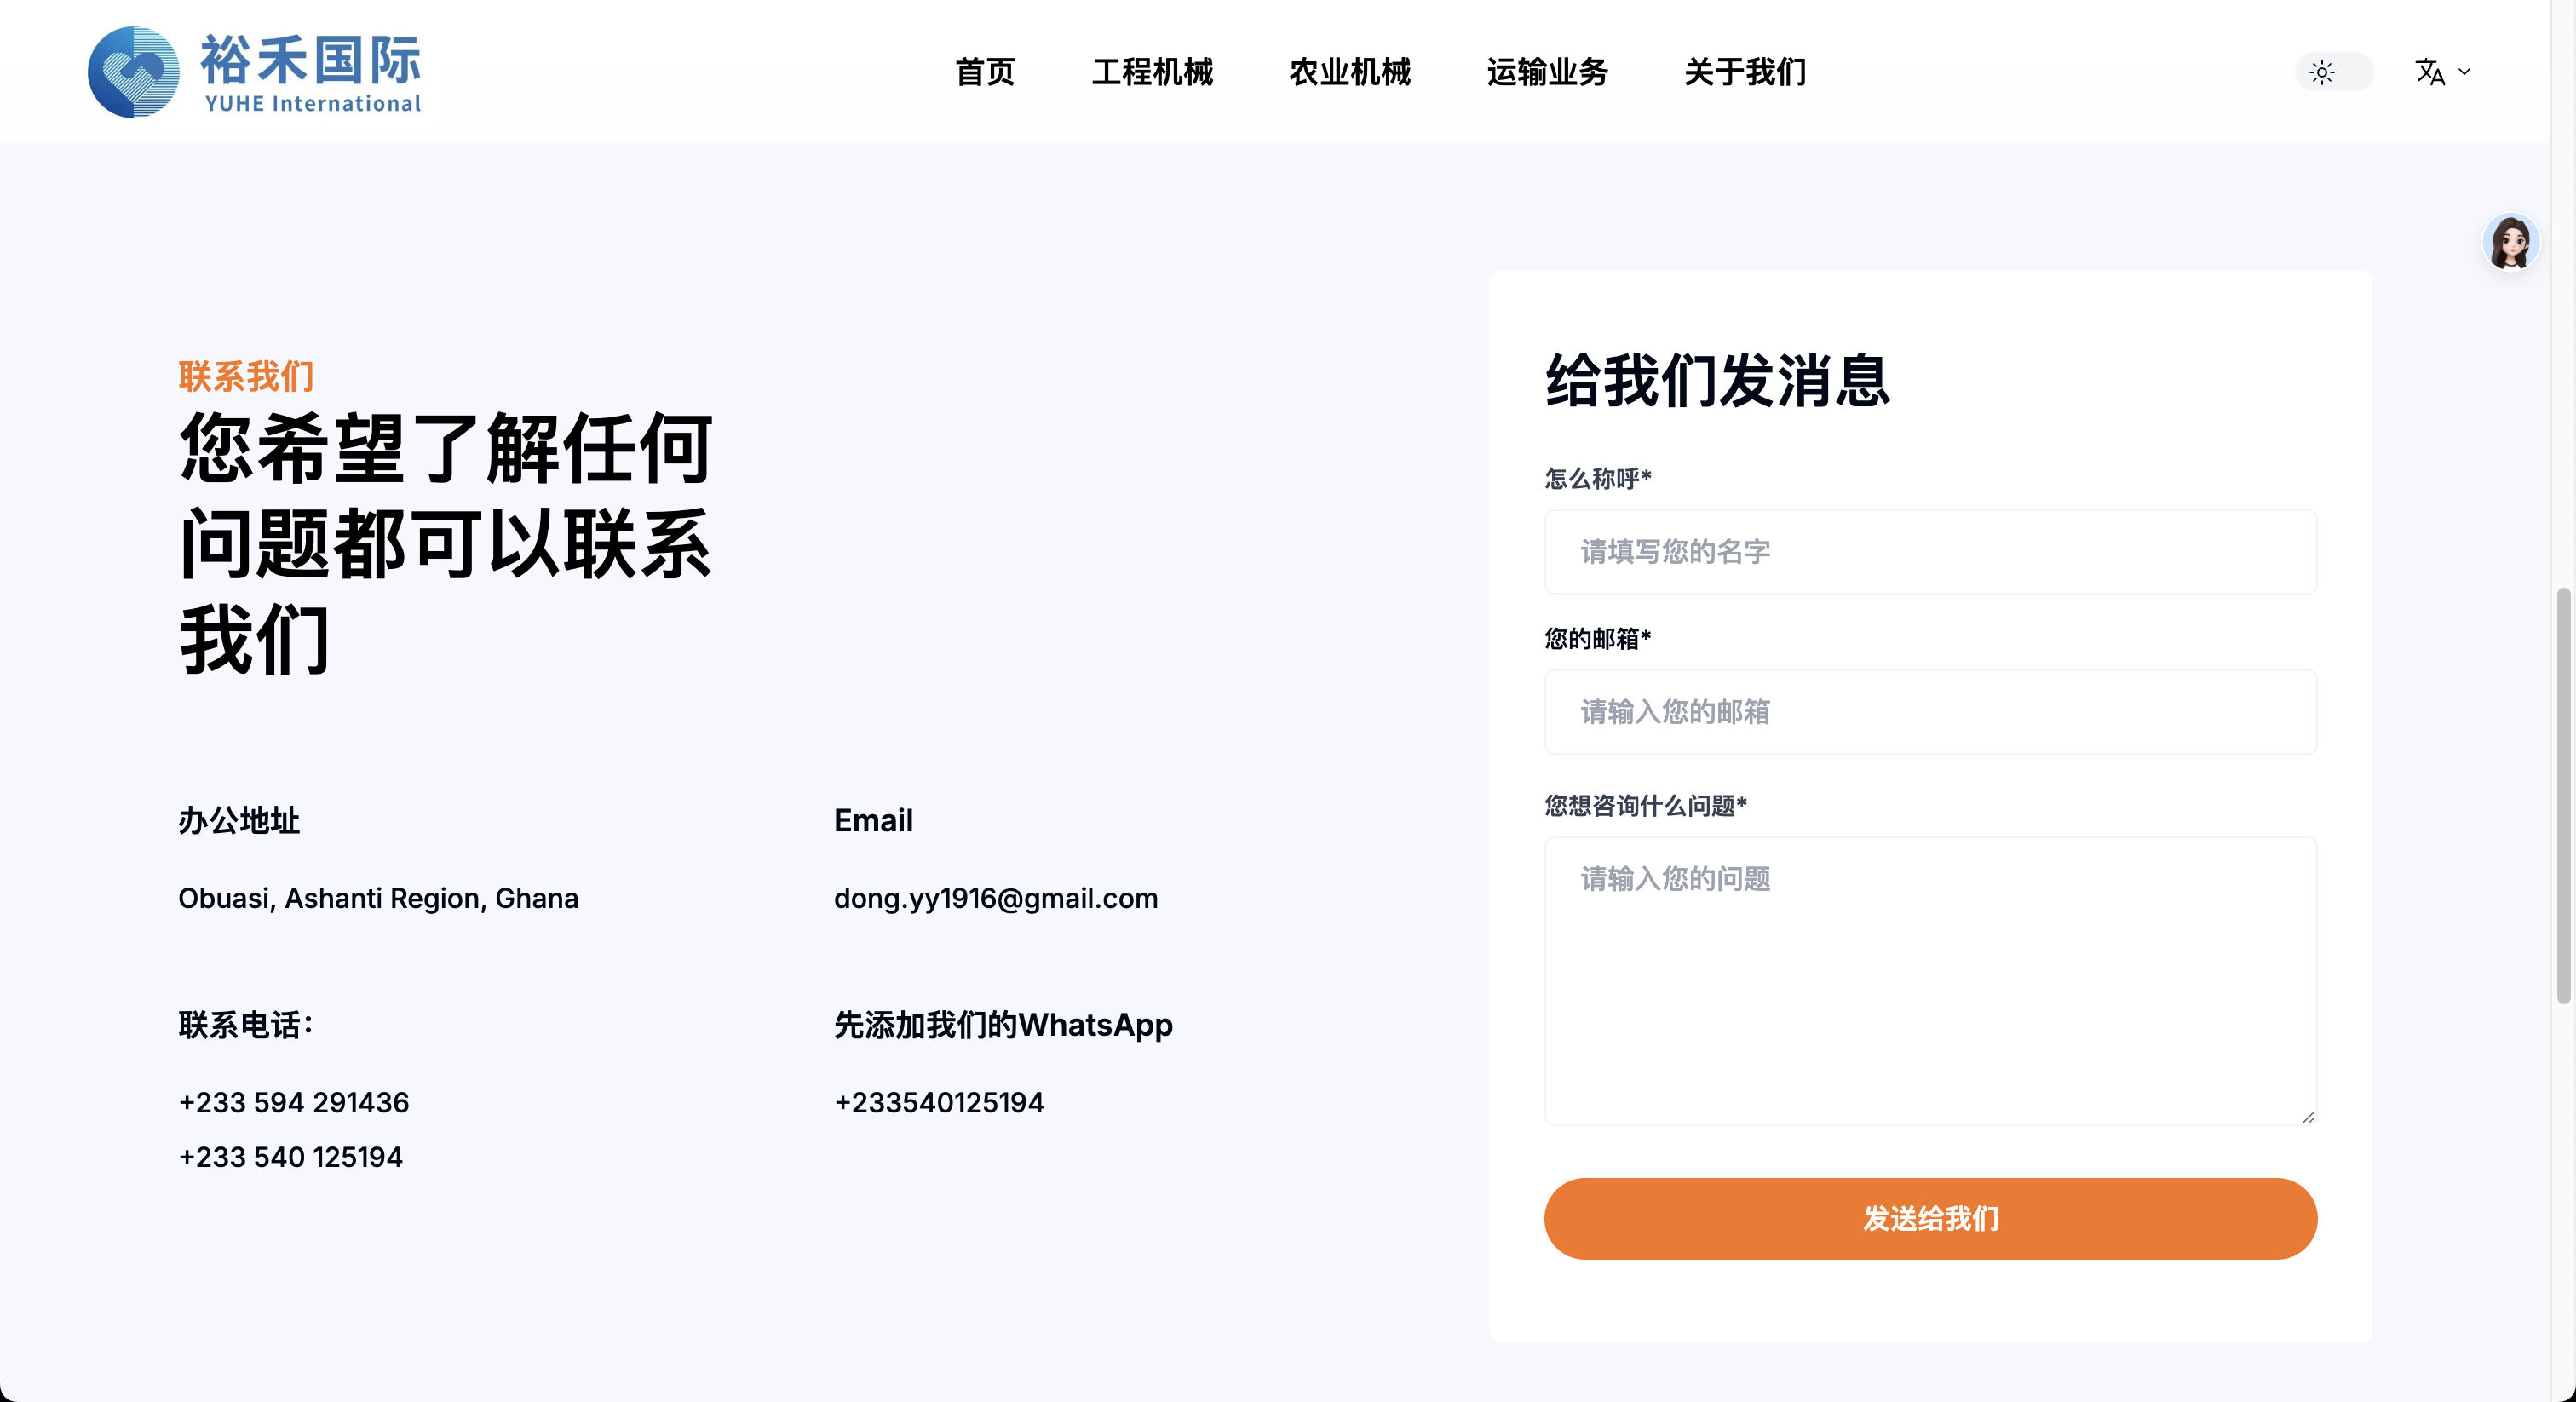 裕禾国际
YUHE International
首页
工程机械
农业机械
运输业务
关于我们
联系我们
您希望了解任何
问题都可以联系
我们
办公地址
Obuasi, Ashanti Region, Ghana
Email
dong.yy1916@gmail.com
联系电话：
+233 594 291436
+233 540 125194
先添加我们的WhatsApp
+233540125194
给我们发消息
怎么称呼*
请填写您的名字
您的邮箱*
请输入您的邮箱
您想咨询什么问题*
请输入您的问题
发送给我们